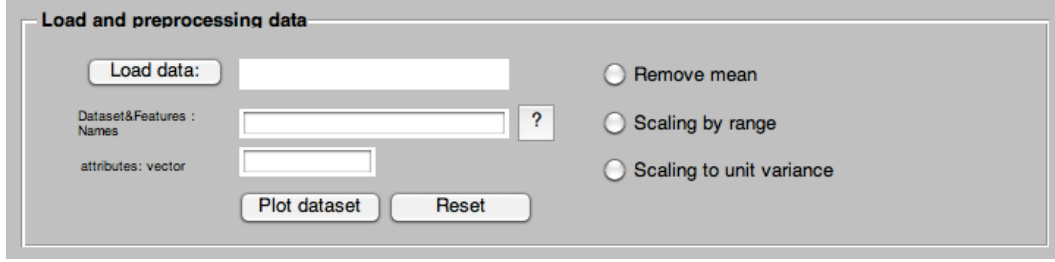 Load and preprocessing data
Load data:
Remove mean
Dataset&Features :
Names
?
Scaling by range
attributes: vector
Scaling to unit variance
Plot dataset
Reset